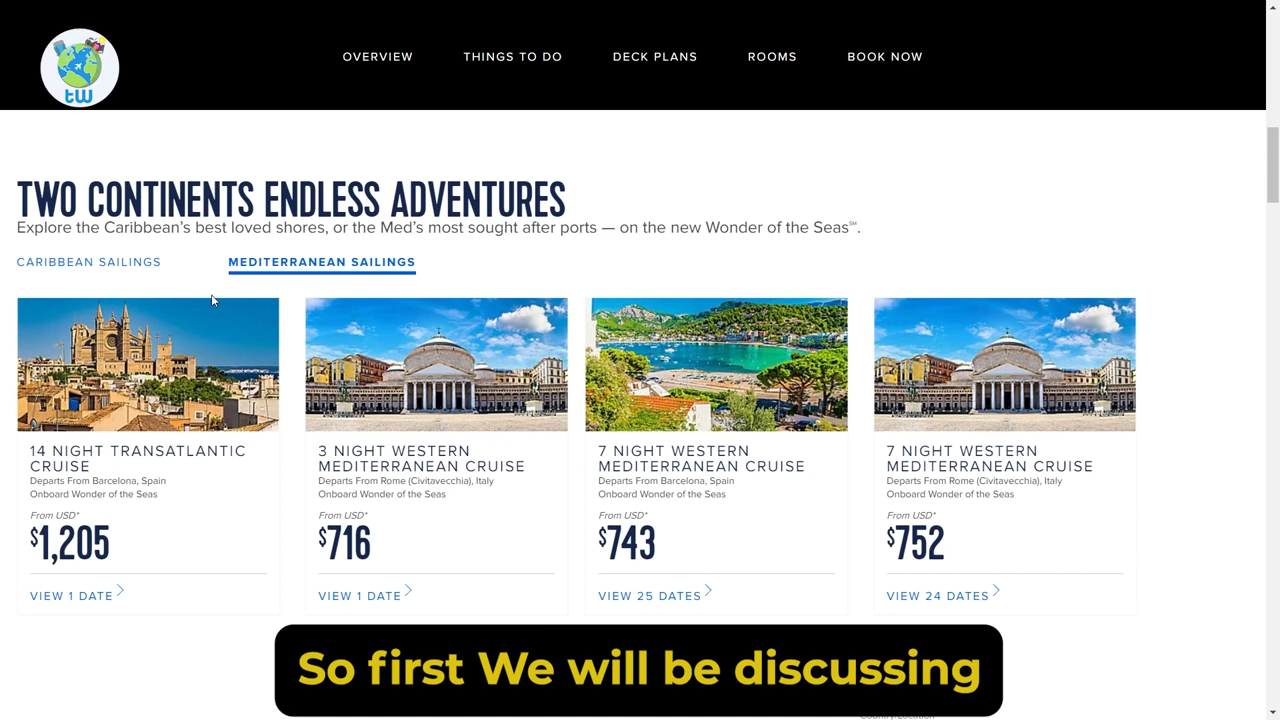 tw
OVERVIEW THINGS TO DO DECK PLANS ROOMS BOOK NOW
TWO CONTINENTS ENDLESS ADVENTURES
Explore the Caribbean's best loved shores, or the Med's most sought after ports — on the new Wonder of the Seas℠.
CARIBBEAN SAILINGS MEDITERRANEAN SAILINGS
14 NIGHT TRANSATLANTIC
CRUISE
Departs From Barcelona, Spain
Onboard Wonder of the Seas
From USD*
$1,205
VIEW 1 DATE
3 NIGHT WESTERN
MEDITERRANEAN CRUISE
Departs From Rome (Civitavecchia), Italy
Onboard Wonder of the Seas
From USD*
$716
VIEW 1 DATE
7 NIGHT WESTERN
MEDITERRANEAN CRUISE
Departs From Barcelona, Spain
Onboard Wonder of the Seas
From USD*
$743
VIEW 25 DATES
7 NIGHT WESTERN
MEDITERRANEAN CRUISE
Departs From Rome (Civitavecchia), Italy
Onboard Wonder of the Seas
From USD*
$752
VIEW 24 DATES
So first We will be discussing